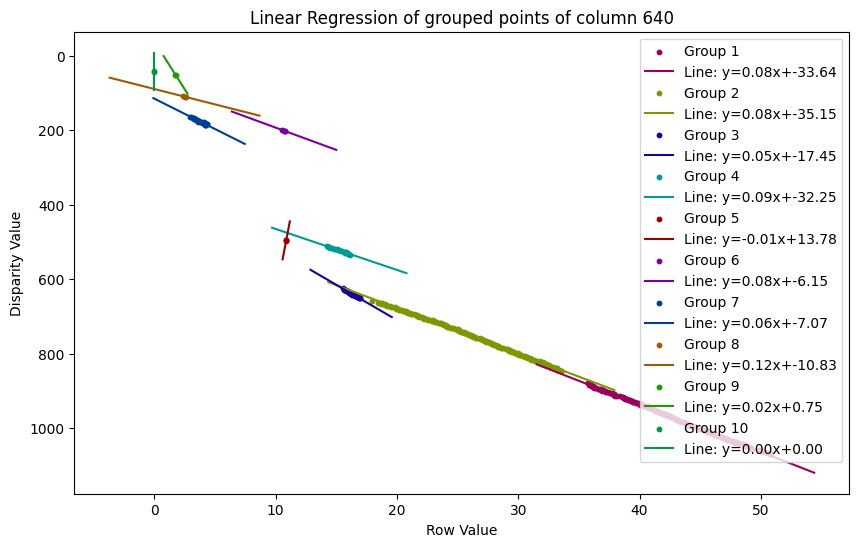 Linear Regression of grouped points of column 640
Disparity Value
0
200
400
600
800
1000
0
10
20
30
40
50
Row Value
Group 1
Line: y=0.08x+-33.64
Group 2
Line: y=0.08x+-35.15
Group 3
Line: y=0.05x+-17.45
Group 4
Line: y=0.09x+-32.25
Group 5
Line: y=-0.01x+13.78
Group 6
Line: y=0.08x+-6.15
Group 7
Line: y=0.06x+-7.07
Group 8
Line: y=0.12x+-10.83
Group 9
Line: y=0.02x+0.75
Group 10
Line: y=0.00x+0.00